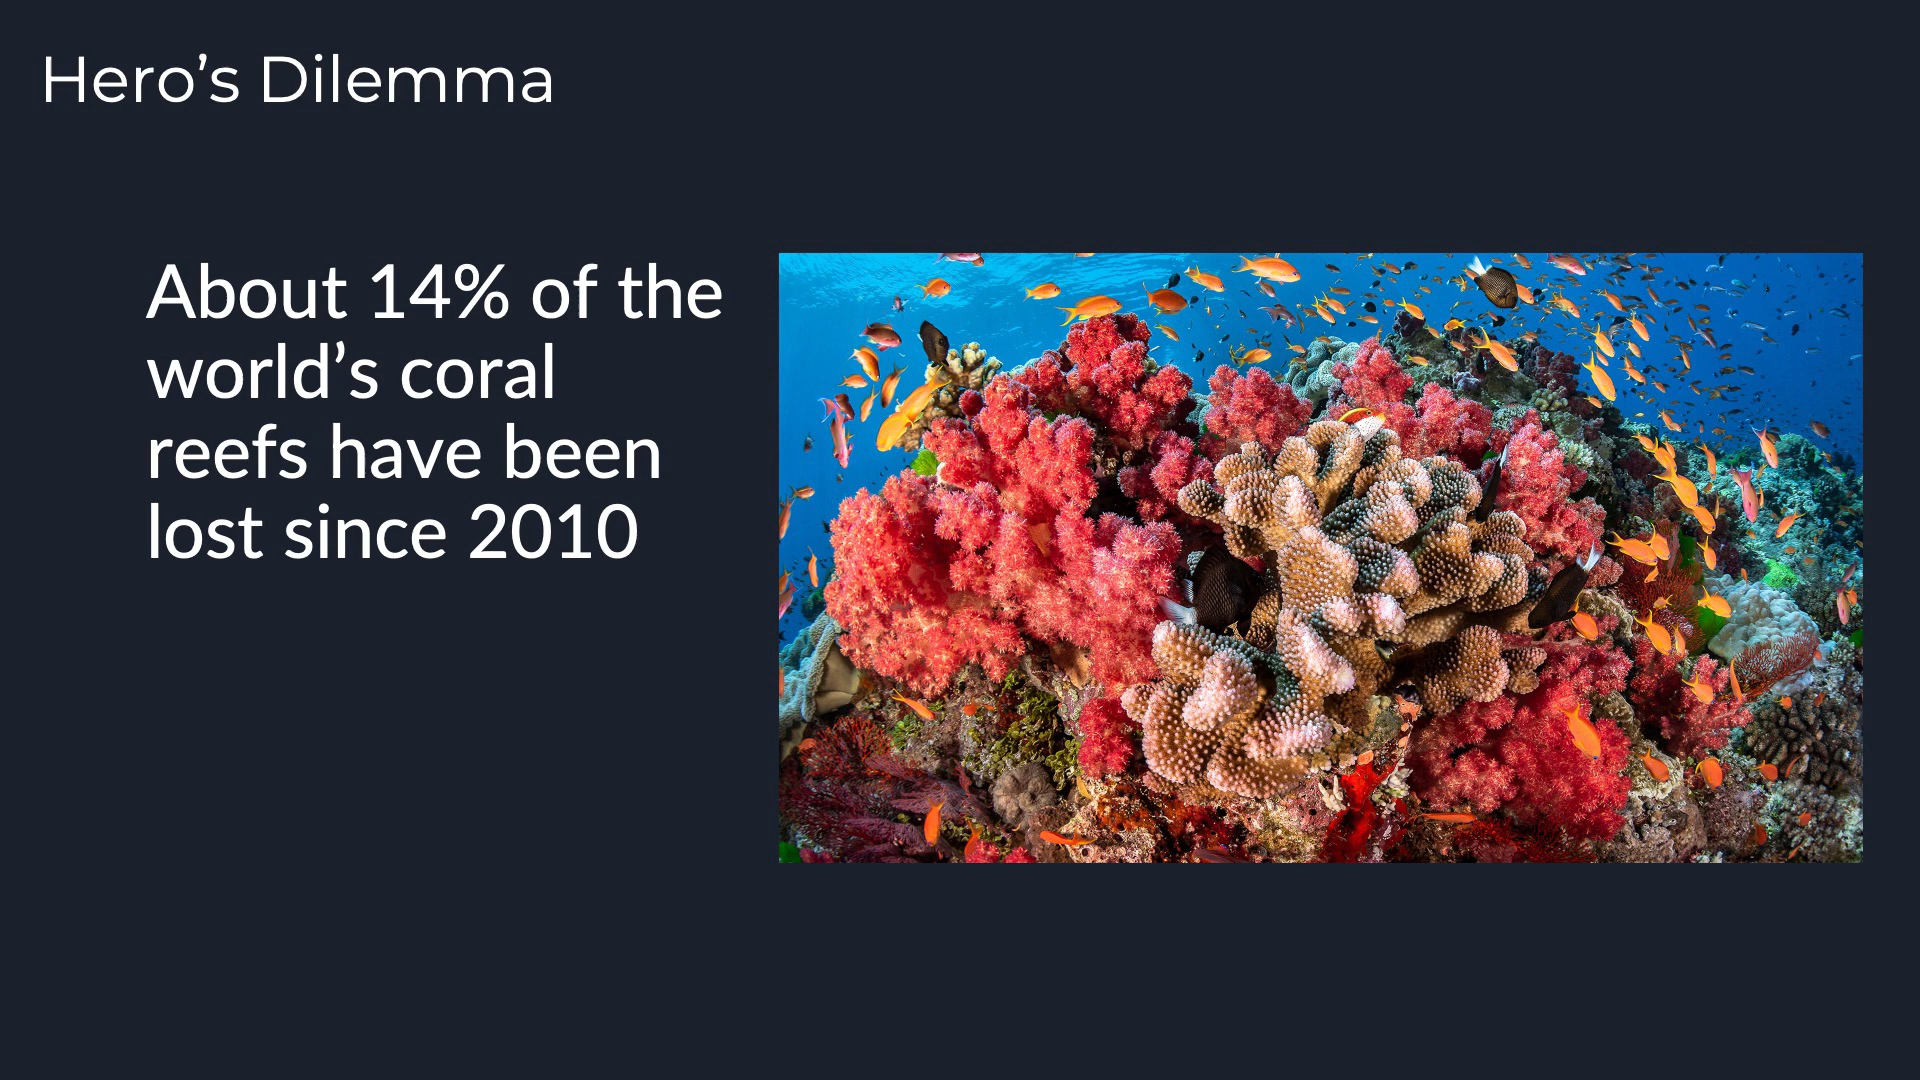 Hero’s Dilemma
About 14% of the
world’s coral
reefs have been
lost since 2010